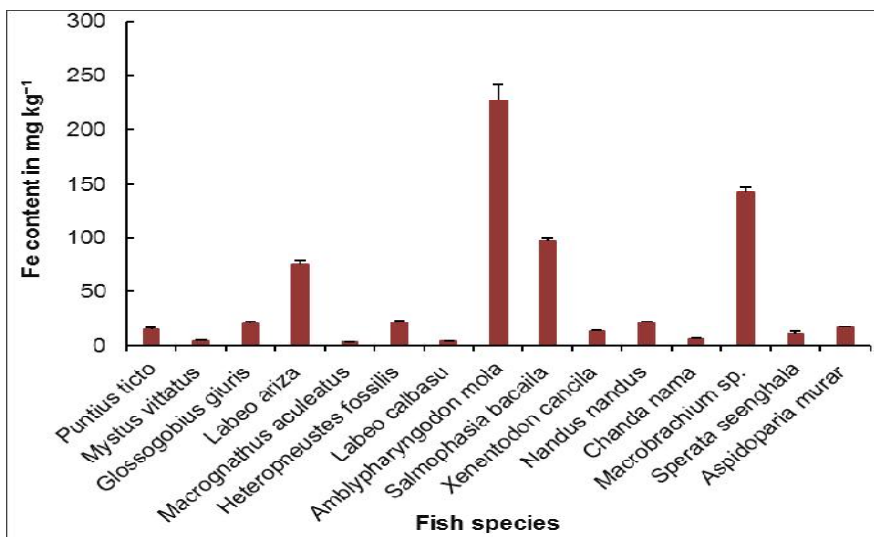 300
250
200
150
100
50
0
Fe content in mg kg⁻¹
Puntius ticto
Mystus vittatus
Glossogobius giuris
Labeo ariza
Macrognathus aculeatus
Heteropneustes fossilis
Labeo calbasu
Amblypharyngodon mola
Salmophasia bacaila
Xenentodon cancila
Nandus nandus
Chanda nama
Macrobrachium sp.
Sperata seenghala
Aspidoparia murar
Fish species